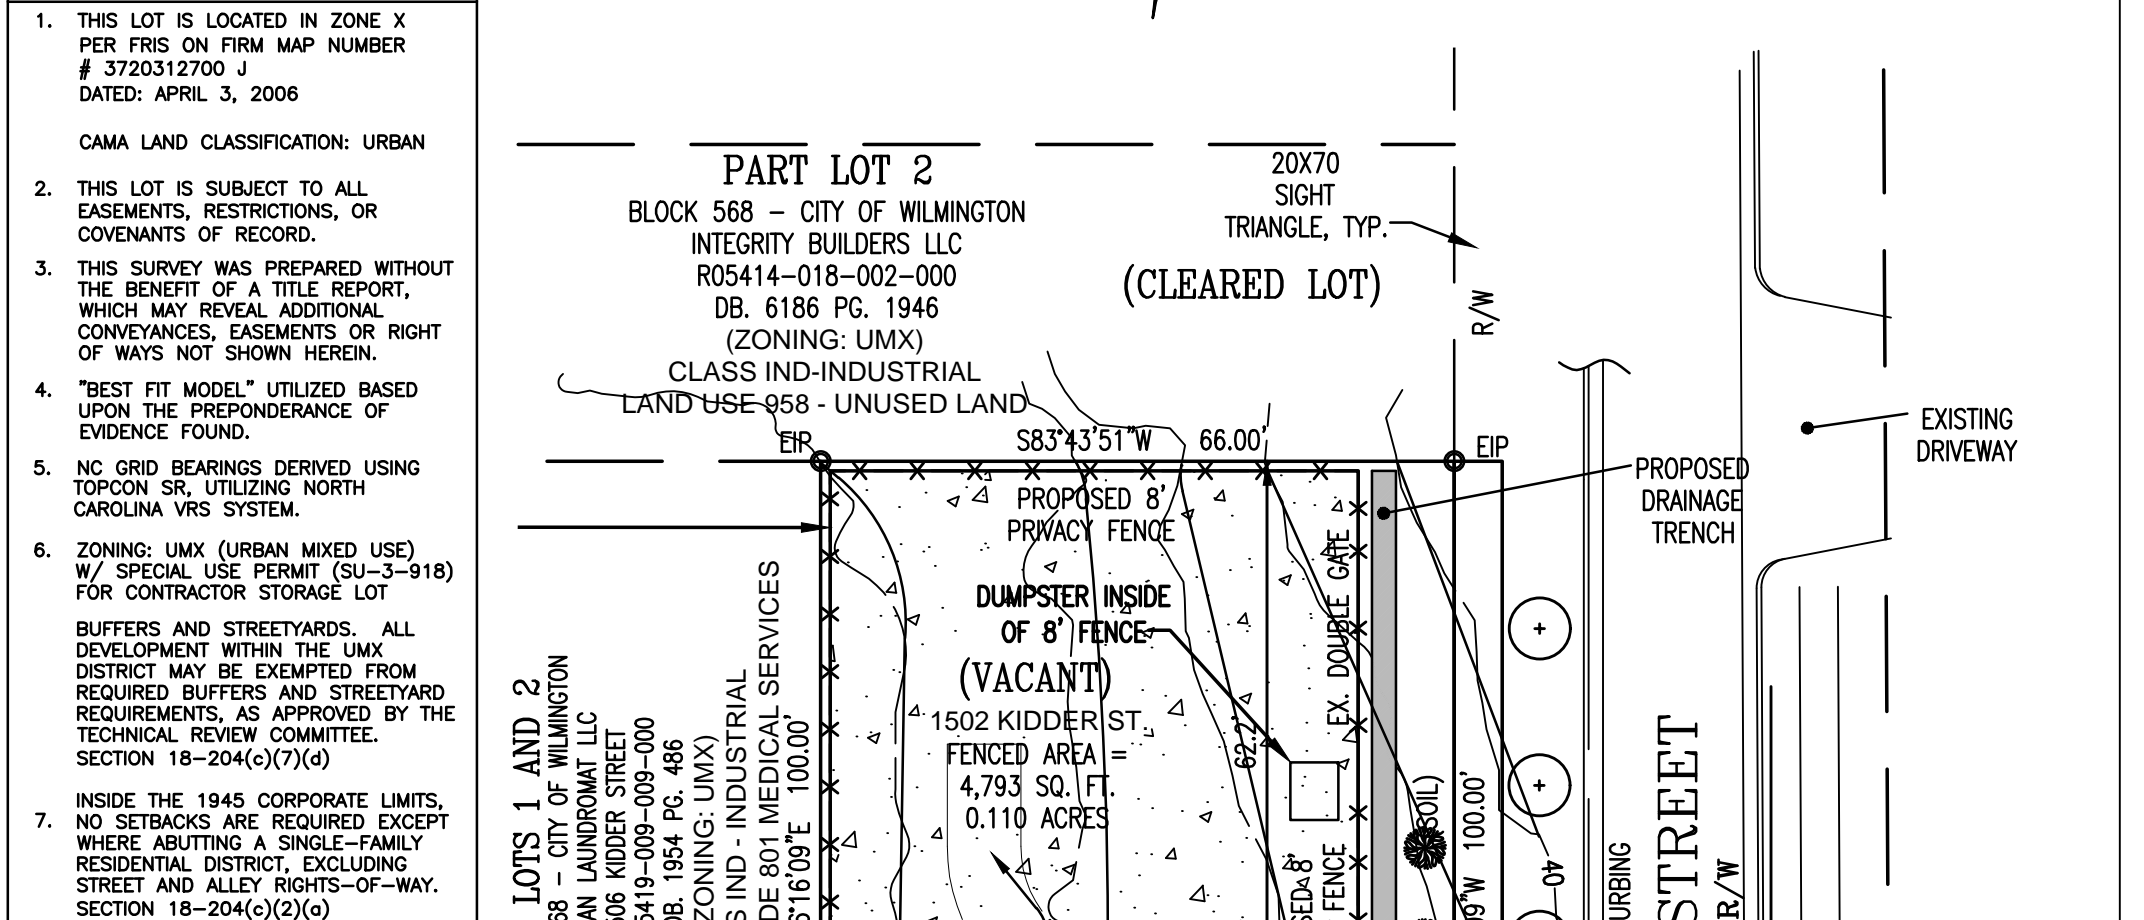 1. THIS LOT IS LOCATED IN ZONE X
PER FRIS ON FIRM MAP NUMBER
# 3720312700 J
DATED: APRIL 3, 2006
CAMA LAND CLASSIFICATION: URBAN
2. THIS LOT IS SUBJECT TO ALL
EASEMENTS, RESTRICTIONS, OR
COVENANTS OF RECORD.
3. THIS SURVEY WAS PREPARED WITHOUT
THE BENEFIT OF A TITLE REPORT,
WHICH MAY REVEAL ADDITIONAL
CONVEYANCES, EASEMENTS OR RIGHT
OF WAYS NOT SHOWN HEREIN.
4. "BEST FIT MODEL" UTILIZED BASED
UPON THE PREPONDERANCE OF
EVIDENCE FOUND.
5. NC GRID BEARINGS DERIVED USING
TOPCON SR, UTILIZING NORTH
CAROLINA VRS SYSTEM.
6. ZONING: UMX (URBAN MIXED USE)
W/ SPECIAL USE PERMIT (SU-3-918)
FOR CONTRACTOR STORAGE LOT
BUFFERS AND STREETYARDS. ALL
DEVELOPMENT WITHIN THE UMX
DISTRICT MAY BE EXEMPTED FROM
REQUIRED BUFFERS AND STREETYARD
REQUIREMENTS, AS APPROVED BY THE
TECHNICAL REVIEW COMMITTEE.
SECTION 18-204(c)(7)(d)
INSIDE THE 1945 CORPORATE LIMITS,
7. NO SETBACKS ARE REQUIRED EXCEPT
WHERE ABUTTING A SINGLE-FAMILY
RESIDENTIAL DISTRICT, EXCLUDING
STREET AND ALLEY RIGHTS-OF-WAY.
SECTION 18-204(c)(2)(a)
PART LOT 2
BLOCK 568 - CITY OF WILMINGTON
INTEGRITY BUILDERS LLC
R05414-018-002-000
DB. 6186 PG. 1946
(ZONING: UMX)
CLASS IND-INDUSTRIAL
LAND USE 958 - UNUSED LAND
20X70
SIGHT
TRIANGLE, TYP.
(CLEARED LOT)
R/W
EIP
S83°43'51"W 66.00'
EIP
EXISTING
DRIVEWAY
PROPOSED
DRAINAGE
TRENCH
PROPOSED 8'
PRIVACY FENCE
DUMPSTER INSIDE
OF 8' FENCE
(VACANT)
1502 KIDDER ST.
FENCED AREA =
4,793 SQ. FT.
0.110 ACRES
62.2'
EX. DOUBLE GATE
LOTS 1 AND 2
68 - CITY OF WILMINGTON
AN LAUNDROMAT LLC
506 KIDDER STREET
5419-009-009-000
DB. 1954 PG. 486
ZONING: UMX)
S IND - INDUSTRIAL
DE 801 MEDICAL SERVICES
6°16'09"E 100.00'
SED 8'
FENCE
SOIL)
09"W 100.00'
40
URBING
STREET
R/W